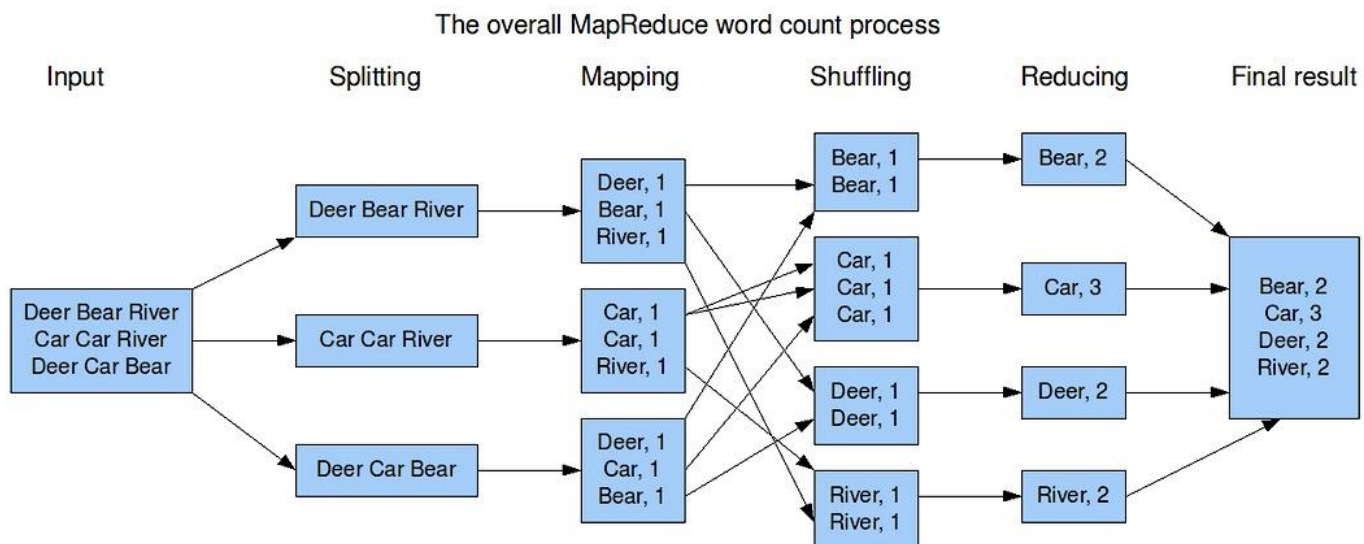 The overall MapReduce word count process
Input
Splitting
Mapping
Shuffling
Reducing
Final result
Deer Bear River
Car Car River
Deer Car Bear
Deer Bear River
Car Car River
Deer Car Bear
Deer, 1
Bear, 1
River, 1
Car, 1
Car, 1
River, 1
Deer, 1
Car, 1
Bear, 1
Bear, 1
Bear, 1
Car, 1
Car, 1
Car, 1
Deer, 1
Deer, 1
River, 1
River, 1
Bear, 2
Car, 3
Deer, 2
River, 2
Bear, 2
Car, 3
Deer, 2
River, 2